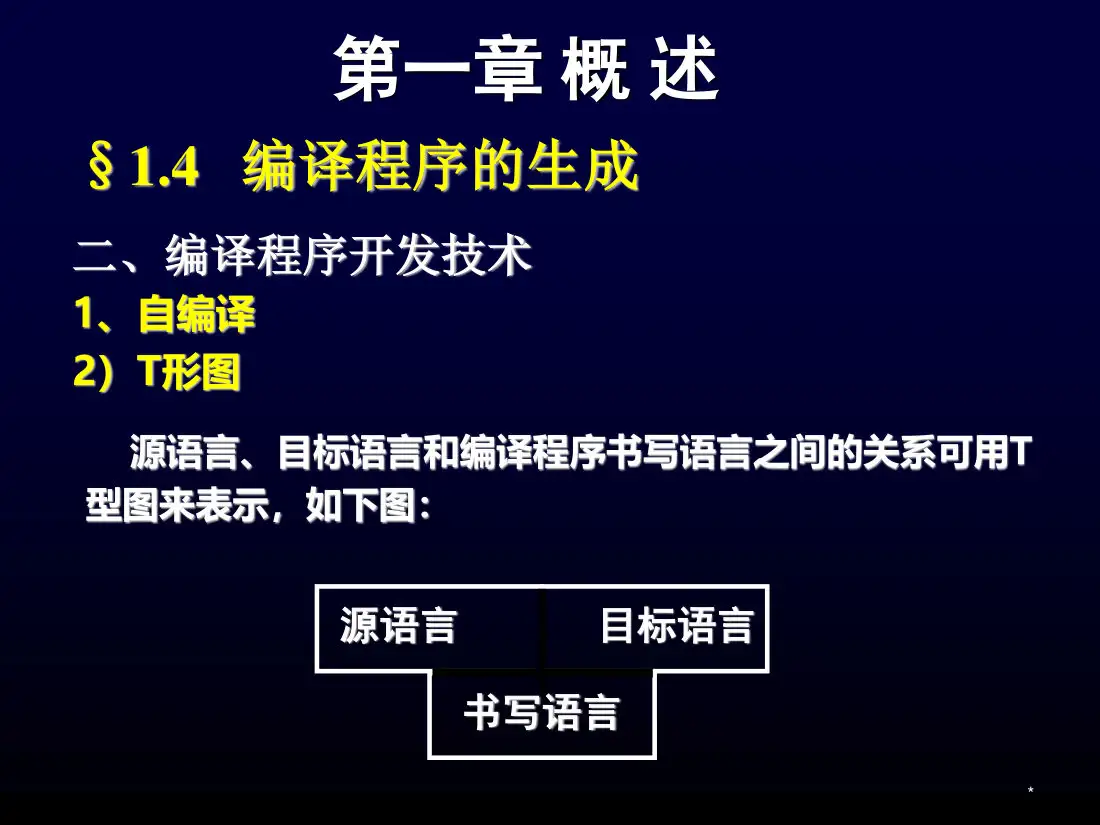 第一章 概 述
§1.4 编译程序的生成
二、编译程序开发技术
1、自编译
2）T形图
源语言、目标语言和编译程序书写语言之间的关系可用T
型图来表示，如下图：
源语言 目标语言
书写语言
*